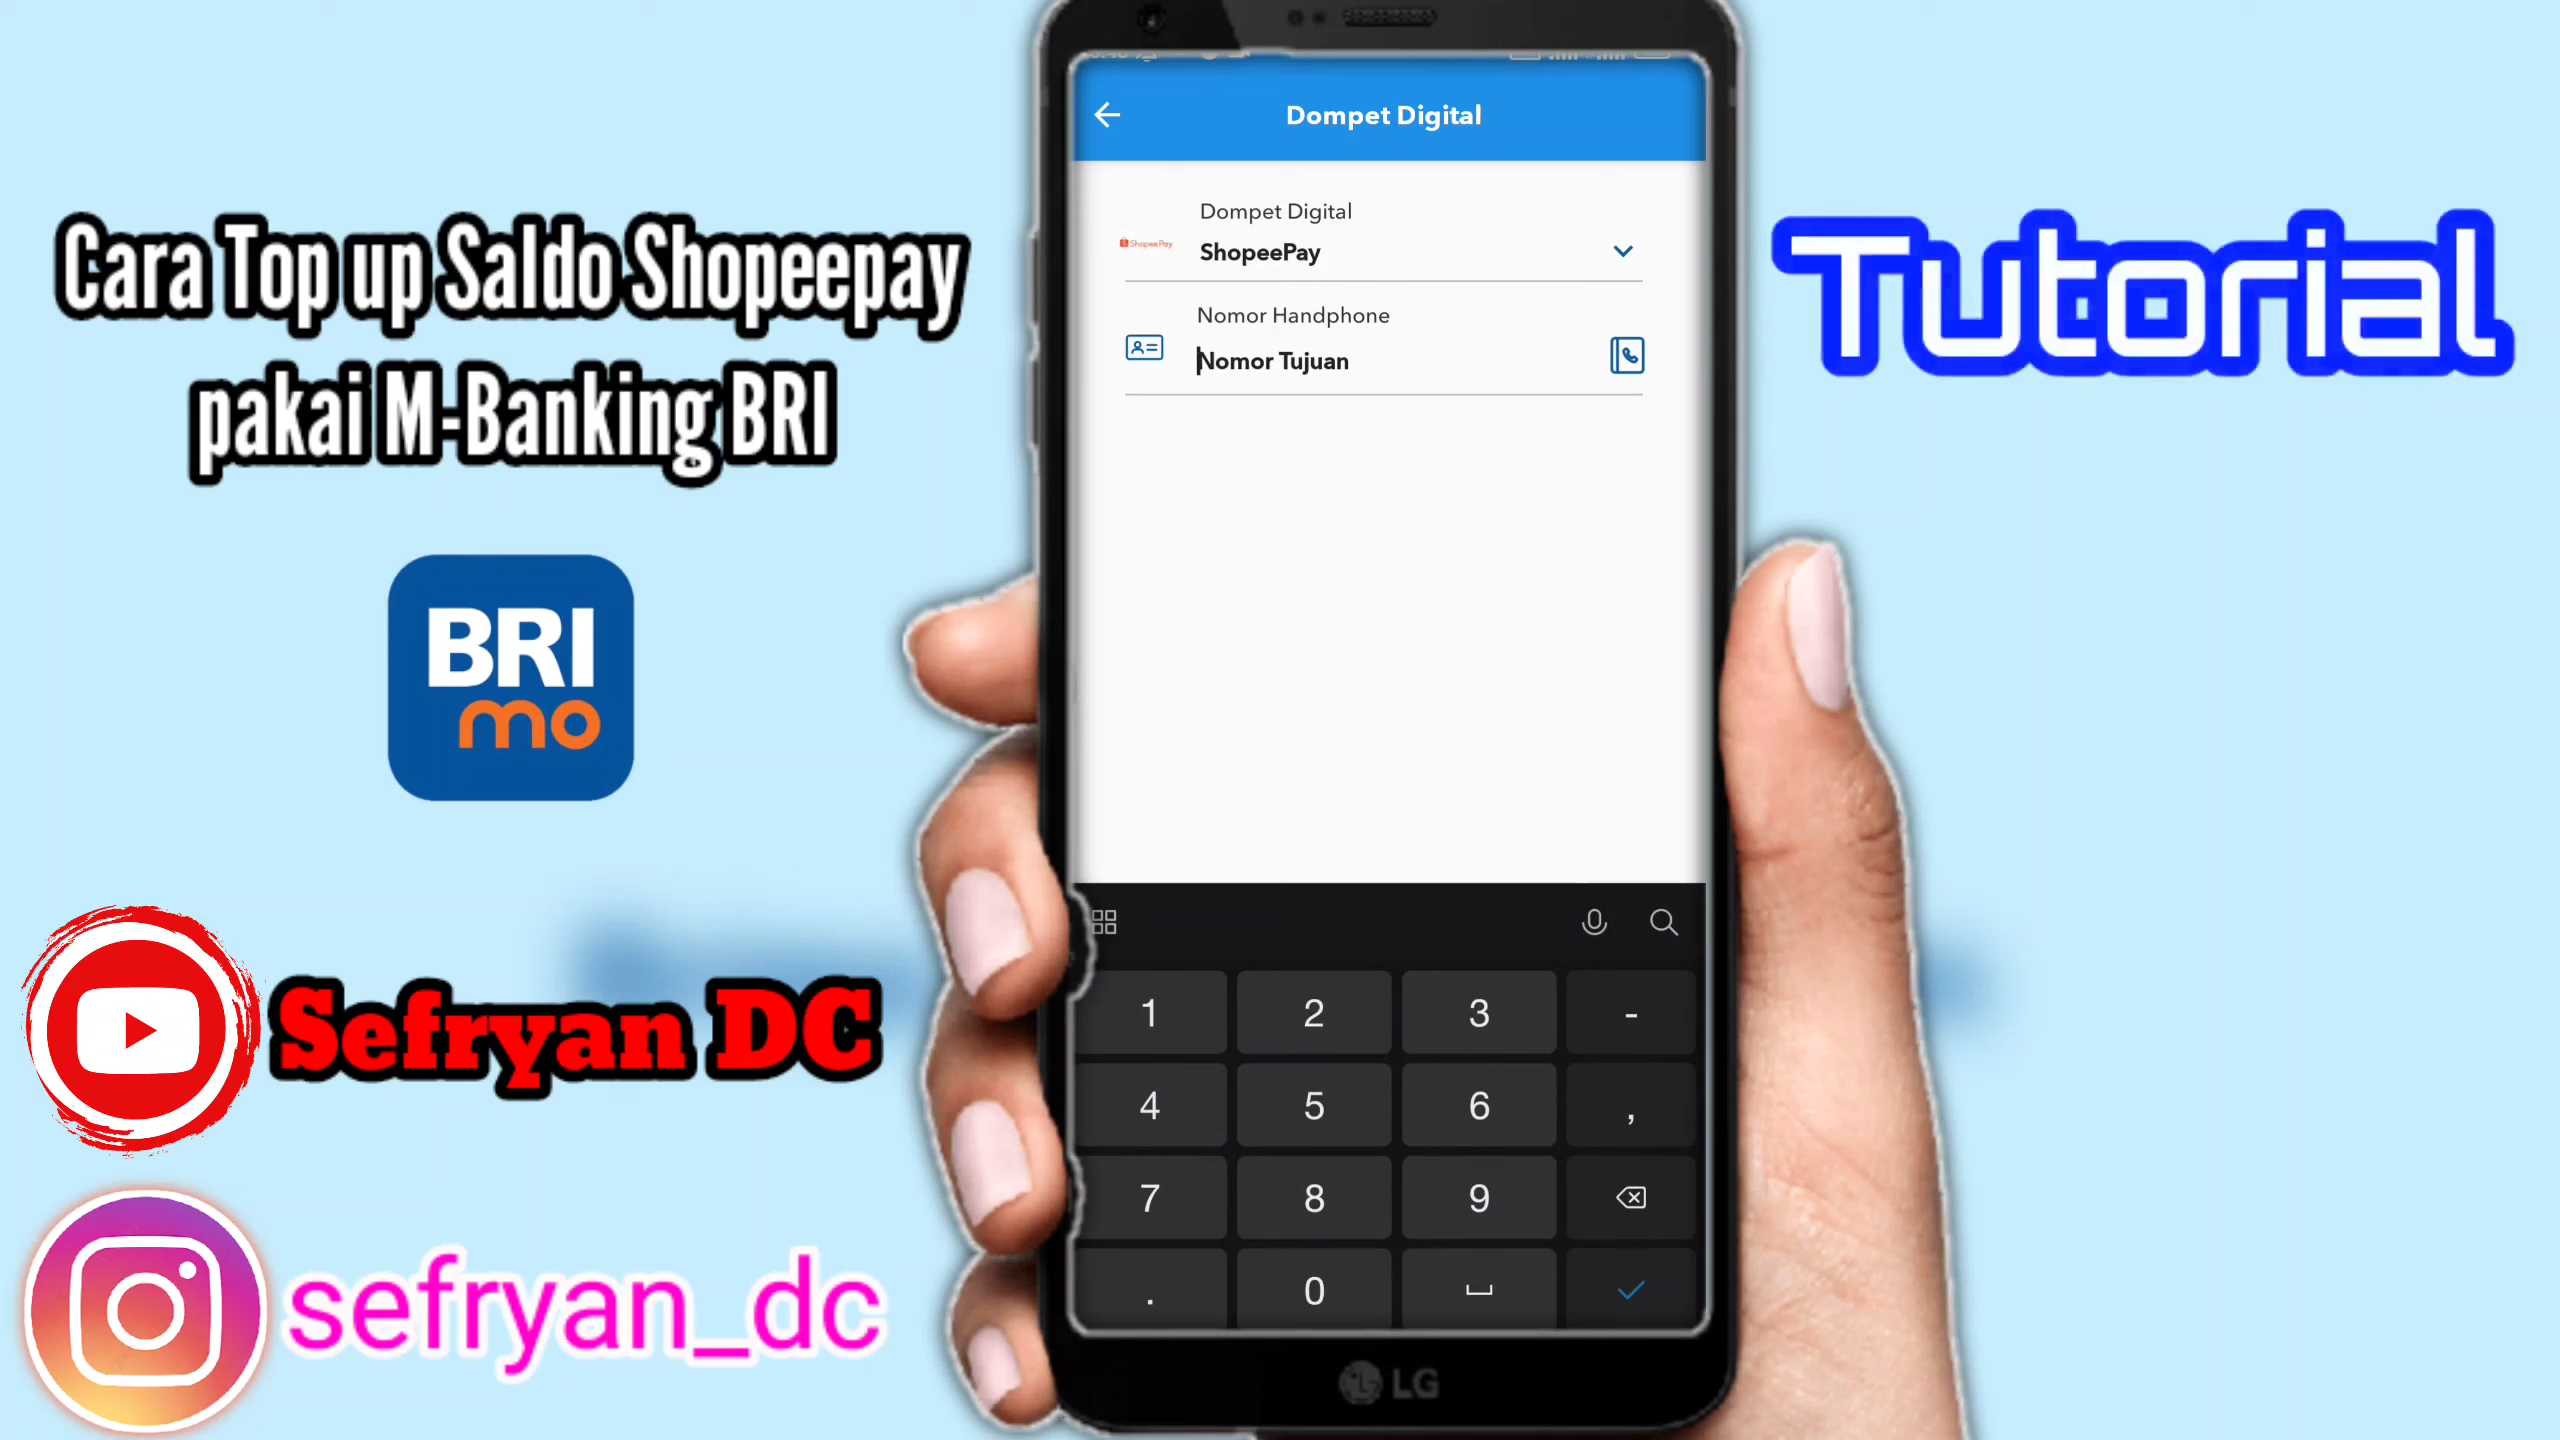 Cara Top up Saldo Shopeepay
pakai M-Banking BRI
BRI
mo
Sefryan DC
sefryan_dc
Dompet Digital
Dompet Digital
ShopeePay
ShopeePay
Nomor Handphone
Nomor Tujuan
1 2 3 -
4 5 6 ,
7 8 9
. 0
LG
Tutorial